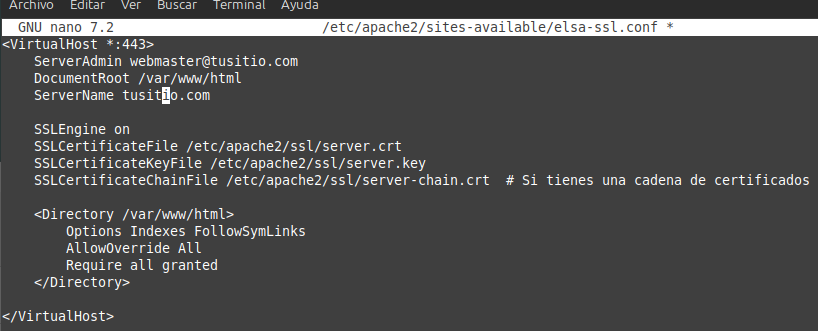 Archivo Editar Ver Buscar Terminal Ayuda
GNU nano 7.2 /etc/apache2/sites-available/elsa-ssl.conf *
<VirtualHost *:443>
    ServerAdmin webmaster@tusitio.com
    DocumentRoot /var/www/html
    ServerName tusitio.com

    SSLEngine on
    SSLCertificateFile /etc/apache2/ssl/server.crt
    SSLCertificateKeyFile /etc/apache2/ssl/server.key
    SSLCertificateChainFile /etc/apache2/ssl/server-chain.crt  # Si tienes una cadena de certificados

    <Directory /var/www/html>
        Options Indexes FollowSymLinks
        AllowOverride All
        Require all granted
    </Directory>

</VirtualHost>